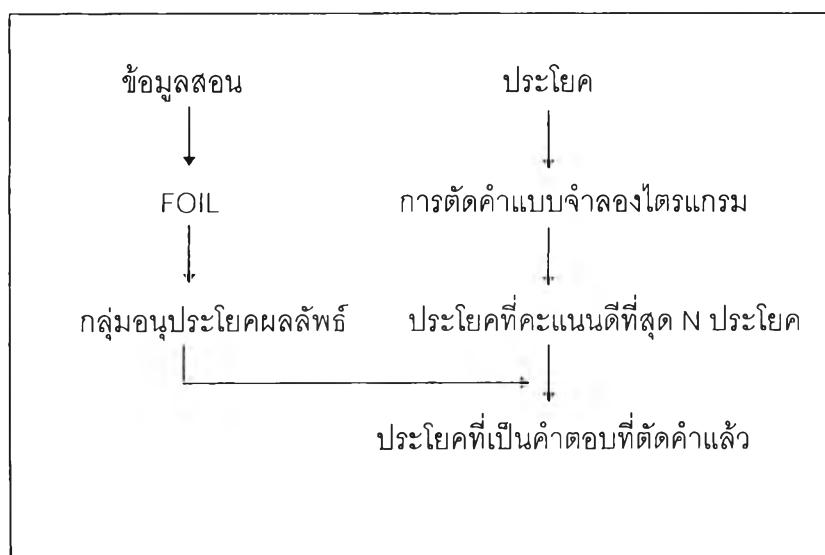 ข้อมูลสอน
ประโยค
FOIL
การตัดคำแบบจำลองไตรแกรม
กลุ่มอนุประโยคผลลัพธ์
ประโยคที่คะแนนดีที่สุด N ประโยค
ประโยคที่เป็นคำตอบที่ตัดคำแล้ว